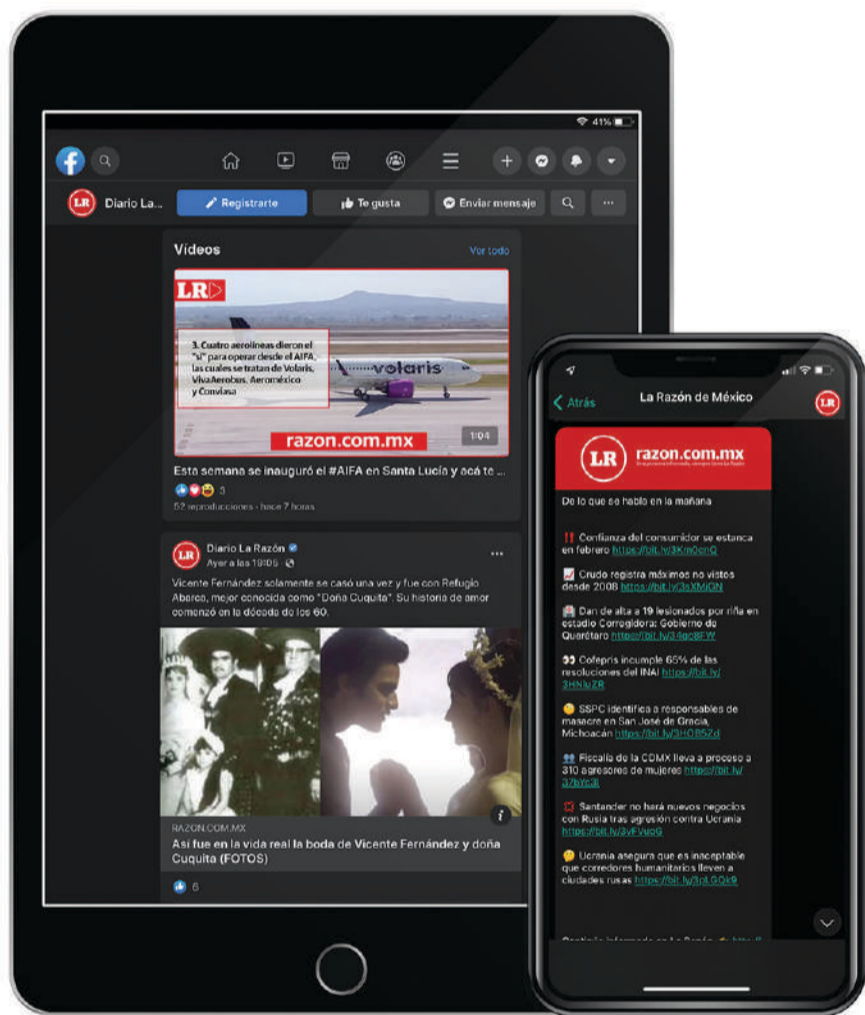 41%
Diario La...
Registrarte
Te gusta
Enviar mensaje
Vídeos
Ver todo
LR
3. Cuatro aerolíneas dieron el
"sí" para operar desde el AIFA,
las cuales se tratan de Volaris,
VivaAerobus, Aeroméxico
y Conviasa
volaris
razon.com.mx
1:04
Esta semana se inauguró el #AIFA en Santa Lucía y acá te ...
3
52 reproducciones · hace 7 horas
LR
Diario La Razón
Ayer a las 19:05
Vicente Fernández solamente se casó una vez y fue con Refugio
Abarca, mejor conocida como "Doña Cuquita". Su historia de amor
comenzó en la década de los 60.
RAZON.COM.MX
Así fue en la vida real la boda de Vicente Fernández y doña
Cuquita (FOTOS)
6
Atrás
La Razón de México
LR
LR
razon.com.mx
De lo que se habla en la mañana
Confianza del consumidor se estanca
en febrero https://bit.ly/3Km0cnQ
Crudo registra máximos no vistos
desde 2008 https://bit.ly/3sXMiGN
Dan de alta a 19 lesionados por riña en
estadio Corregidora: Gobierno de
Querétaro https://bit.ly/34qc8FW
Cofepris incumple 65% de las
resoluciones del INAI https://bit.ly/
3HNiuZR
SSPC identifica a responsables de
masacre en San José de Gracia,
Michoacán https://bit.ly/3HO85Zd
Fiscalía de la CDMX lleva a proceso a
310 agresores de mujeres https://bit.ly/
37bYc3l
Santander no hará nuevos negocios
con Rusia tras agresión contra Ucrania
https://bit.ly/3vFVuoG
Ucrania asegura que es inaceptable
que corredores humanitarios lleven a
ciudades rusas https://bit.ly/3pLGQk9